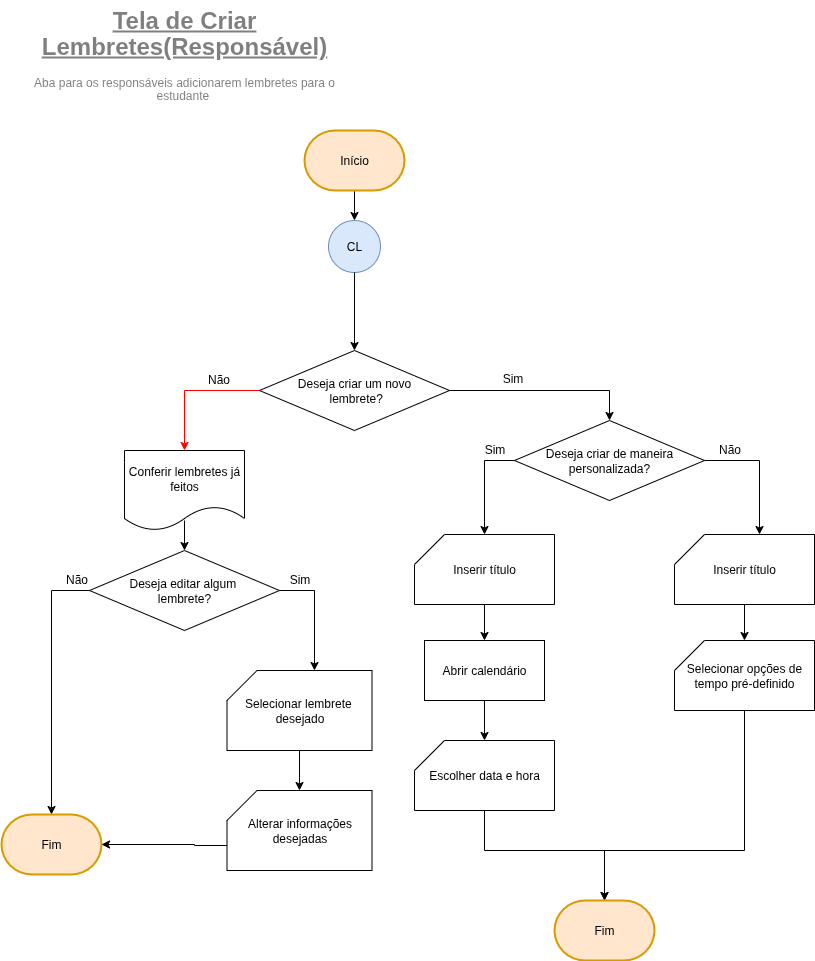 Tela de Criar
Lembretes(Responsável)
Aba para os responsáveis adicionarem lembretes para o
estudante
Início
CL
Deseja criar um novo
lembrete?
Não
Sim
Conferir lembretes já
feitos
Deseja criar de maneira
personalizada?
Sim
Não
Deseja editar algum
lembrete?
Não
Sim
Inserir título
Inserir título
Abrir calendário
Selecionar opções de
tempo pré-definido
Selecionar lembrete
desejado
Escolher data e hora
Alterar informações
desejadas
Fim
Fim